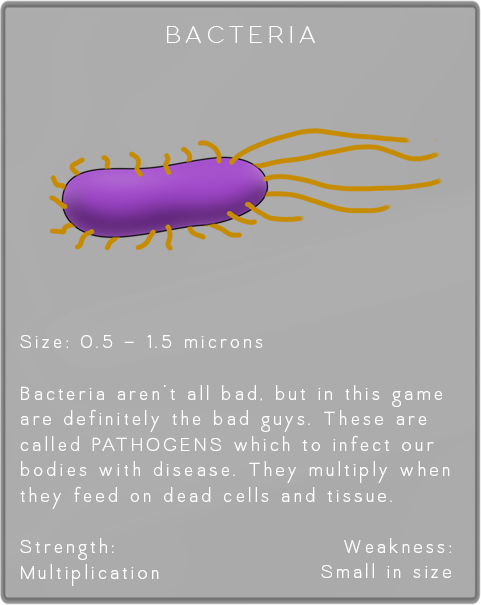 BACTERIA
Size: 0.5 - 1.5 microns
Bacteria aren't all bad, but in this game
are definitely the bad guys. These are
called PATHOGENS which to infect our
bodies with disease. They multiply when
they feed on dead cells and tissue.
Strength: Weakness:
Multiplication Small in size